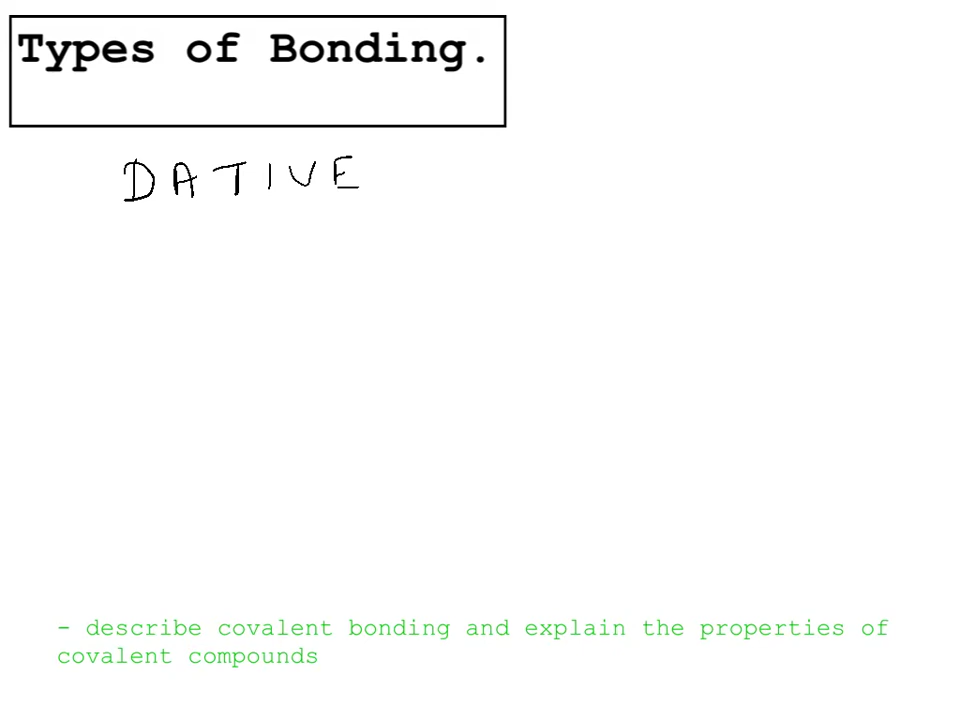 Types of Bonding.
DATIVE
- describe covalent bonding and explain the properties of
covalent compounds